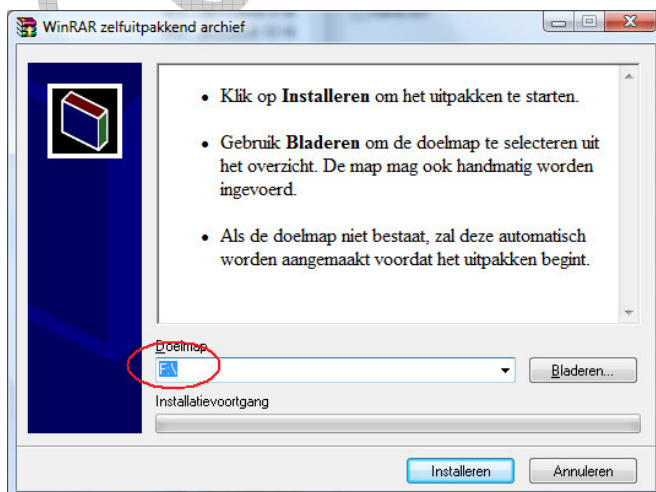 WinRAR zelfuitpakkend archief
• Klik op Installeren om het uitpakken te starten.
• Gebruik Bladeren om de doelmap te selecteren uit
het overzicht. De map mag ook handmatig worden
ingevoerd.
• Als de doelmap niet bestaat, zal deze automatisch
worden aangemaakt voordat het uitpakken begint.
Doelmap
F:\
Bladeren...
Installatievoortgang
Installeren
Annuleren